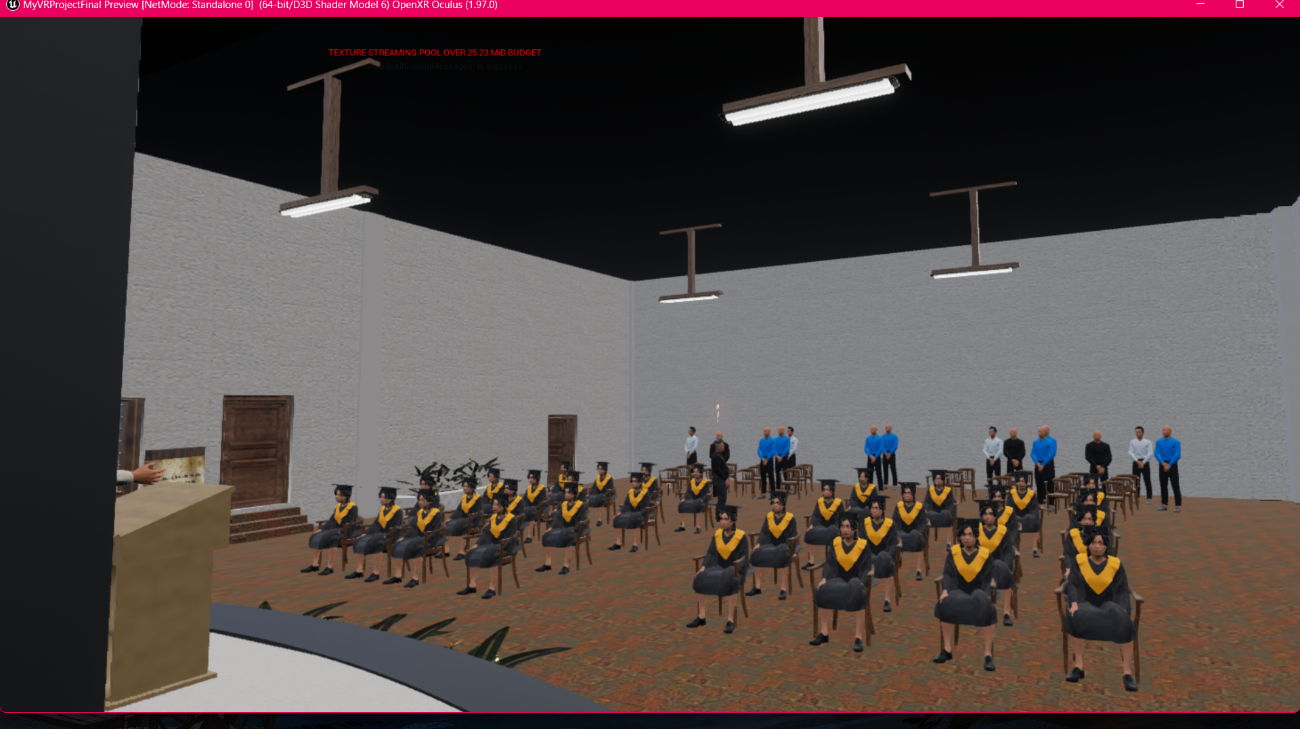 MyVRProjectFinal Preview [NetMode: Standalone 0] (64-bit/D3D Shader Model 6) OpenXR Oculus (1.97.0)
TEXTURE STREAMING POOL OVER 25.23 MiB BUDGET